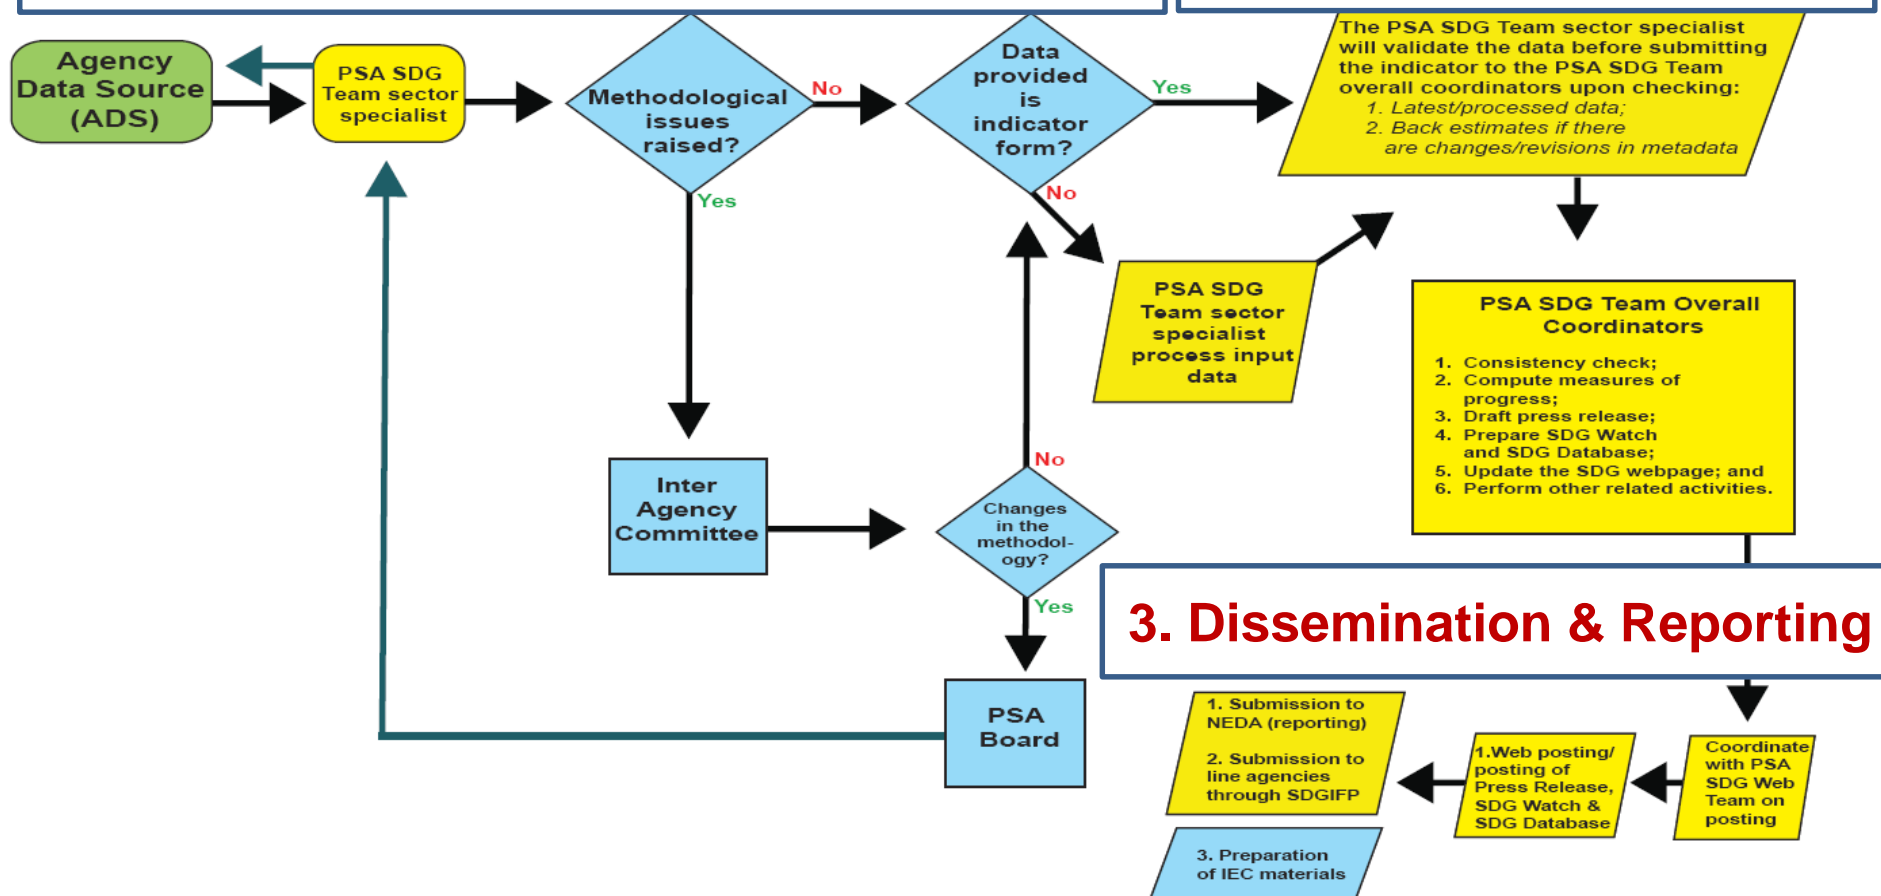 Agency
Data Source
(ADS)
PSA SDG
Team sector
specialist
Methodological
issues
raised?
No
Yes
Data
provided
is
indicator
form?
Yes
No
The PSA SDG Team sector specialist
will validate the data before submitting
the indicator to the PSA SDG Team
overall coordinators upon checking:
1. Latest/processed data;
2. Back estimates if there
are changes/revisions in metadata
PSA SDG
Team sector
specialist
process input
data
PSA SDG Team Overall
Coordinators
1. Consistency check;
2. Compute measures of
progress;
3. Draft press release;
4. Prepare SDG Watch
and SDG Database;
5. Update the SDG webpage; and
6. Perform other related activities.
Inter
Agency
Committee
No
Changes
in the
methodol-
ogy?
Yes
PSA
Board
3. Dissemination & Reporting
Coordinate
with PSA
SDG Web
Team on
posting
1.Web posting/
posting of
Press Release,
SDG Watch &
SDG Database
1. Submission to
NEDA (reporting)
2. Submission to
line agencies
through SDGIFP
3. Preparation
of IEC materials